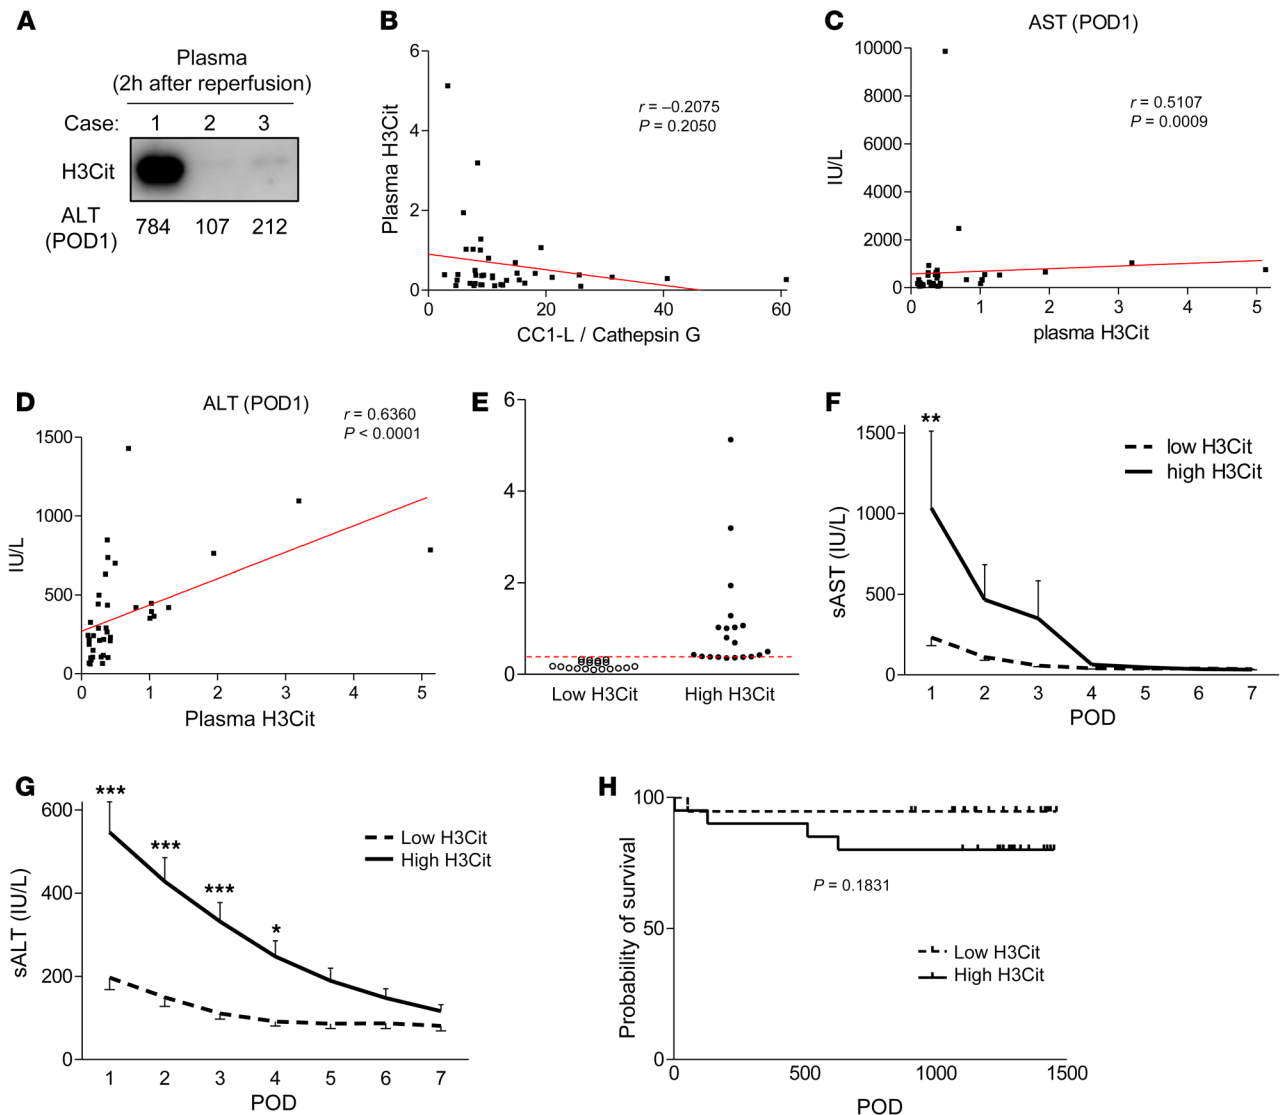 A
Plasma
(2h after reperfusion)
Case: 1 2 3
H3Cit
ALT
(POD1)
784 107 212
B
Plasma H3Cit
6
4
2
0
r = –0.2075
P = 0.2050
0 20 40 60
CC1-L / Cathepsin G
C
AST (POD1)
IU/L
10000
8000
6000
4000
2000
0
r = 0.5107
P = 0.0009
0 1 2 3 4 5
plasma H3Cit
D
ALT (POD1)
r = 0.6360
P < 0.0001
IU/L
1500
1000
500
0
0 1 2 3 4 5
Plasma H3Cit
E
6
4
2
0
Low H3Cit High H3Cit
F
**
sAST (IU/L)
1500
1000
500
0
low H3Cit
high H3Cit
1 2 3 4 5 6 7
POD
G
***
***
***
*
sALT (IU/L)
600
400
200
0
Low H3Cit
High H3Cit
1 2 3 4 5 6 7
POD
H
Probability of survival
100
50
0
P = 0.1831
Low H3Cit
High H3Cit
0 500 1000 1500
POD